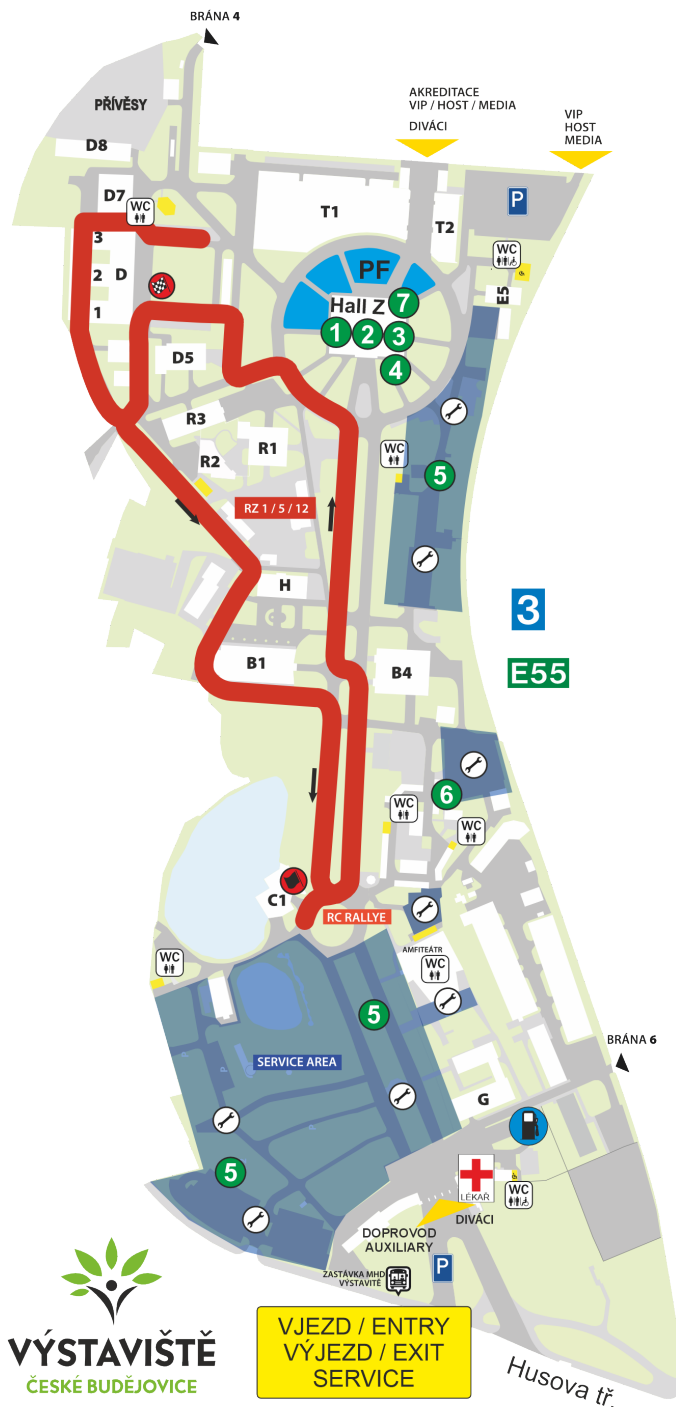 BRÁNA 4
AKREDITACE
VIP / HOST / MEDIA
DIVÁCI
VIP
HOST
MEDIA
PŘÍVĚSY
D8
D7
WC
T1
T2
P
WC
E5
3
2
D
1
PF
Hall Z
7
1
2
3
4
D5
R3
R1
R2
WC
5
RZ 1 / 5 / 12
H
3
E55
B1
B4
6
WC
WC
C1
RC RALLYE
AMFITEÁTR
WC
WC
5
SERVICE AREA
BRÁNA 6
G
5
LÉKAŘ
WC
DIVÁCI
DOPROVOD
AUXILIARY
ZASTÁVKA MHD
VÝSTAVITĚ
P
VÝSTAVIŠTĚ
ČESKÉ BUDĚJOVICE
VJEZD / ENTRY
VÝJEZD / EXIT
SERVICE
Husova tř.